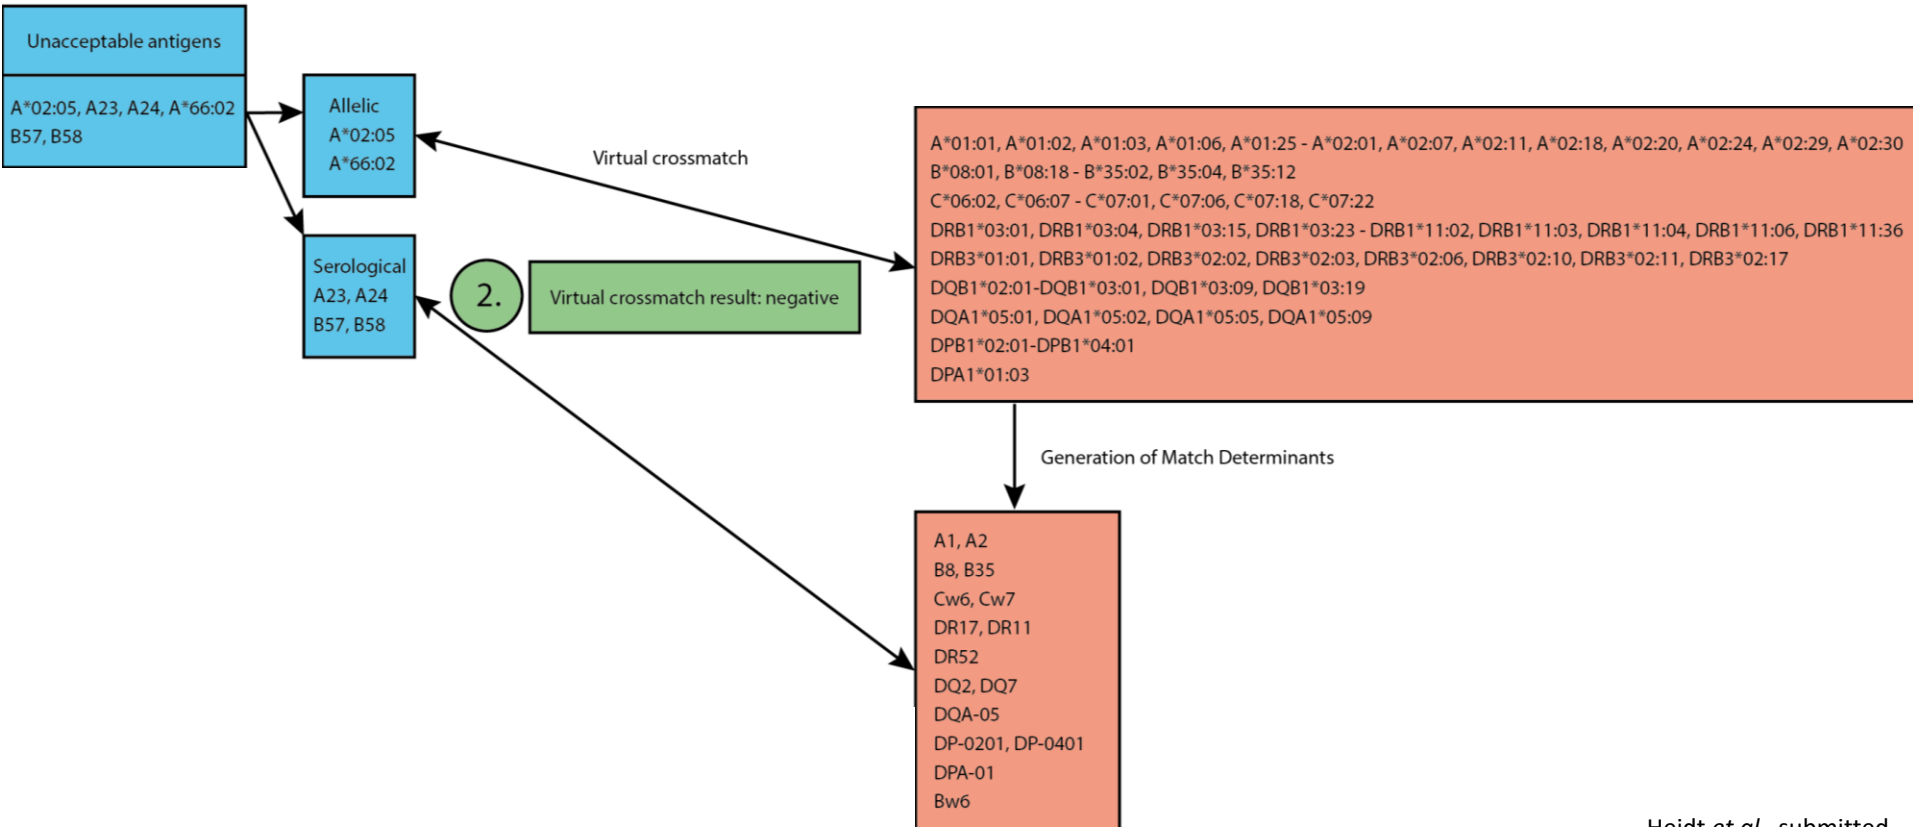 Unacceptable antigens
A*02:05, A23, A24, A*66:02
B57, B58
Allelic
A*02:05
A*66:02
Serological
A23, A24
B57, B58
Virtual crossmatch
2.
Virtual crossmatch result: negative
A*01:01, A*01:02, A*01:03, A*01:06, A*01:25 - A*02:01, A*02:07, A*02:11, A*02:18, A*02:20, A*02:24, A*02:29, A*02:30
B*08:01, B*08:18 - B*35:02, B*35:04, B*35:12
C*06:02, C*06:07 - C*07:01, C*07:06, C*07:18, C*07:22
DRB1*03:01, DRB1*03:04, DRB1*03:15, DRB1*03:23 - DRB1*11:02, DRB1*11:03, DRB1*11:04, DRB1*11:06, DRB1*11:36
DRB3*01:01, DRB3*01:02, DRB3*02:02, DRB3*02:03, DRB3*02:06, DRB3*02:10, DRB3*02:11, DRB3*02:17
DQB1*02:01-DQB1*03:01, DQB1*03:09, DQB1*03:19
DQA1*05:01, DQA1*05:02, DQA1*05:05, DQA1*05:09
DPB1*02:01-DPB1*04:01
DPA1*01:03
Generation of Match Determinants
A1, A2
B8, B35
Cw6, Cw7
DR17, DR11
DR52
DQ2, DQ7
DQA-05
DP-0201, DP-0401
DPA-01
Bw6
Heidt et al., submitted